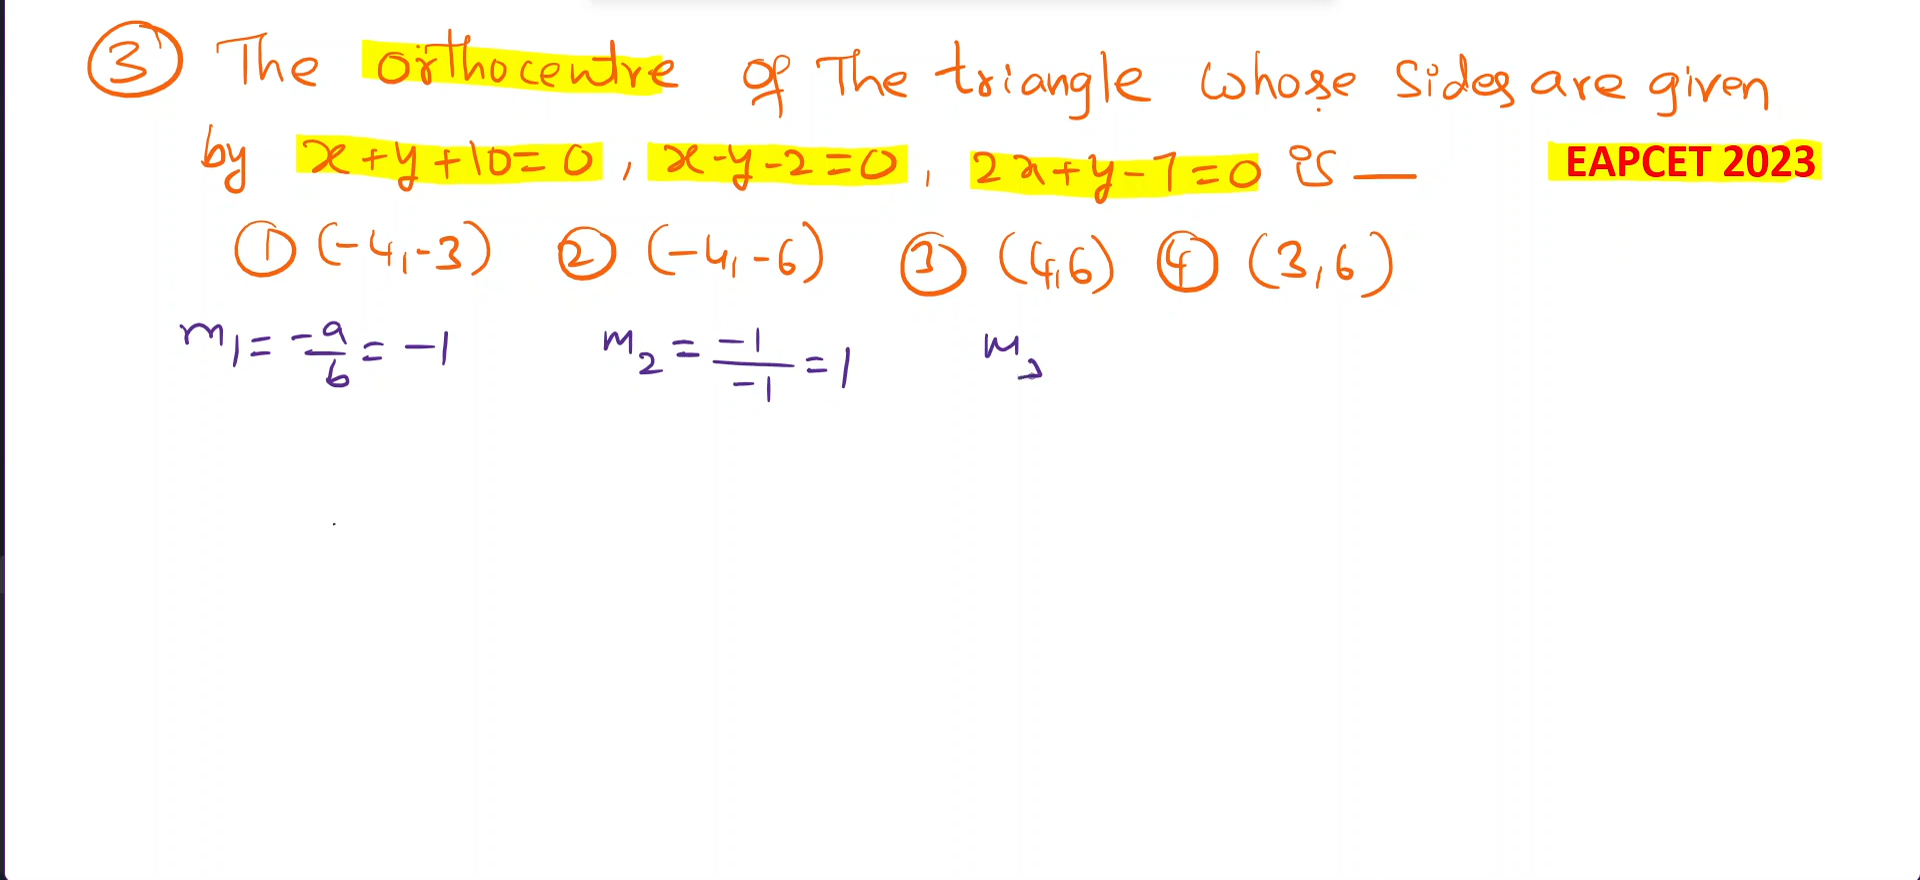 ③ The orthocentre of The triangle whose sides are given
by x+y+10=0, x-y-2=0, 2x+y-7=0 is — EAPCET 2023
① (-4,-3) ② (-4,-6) ③ (4,6) ④ (3,6)
m₁ = -a/b = -1 m₂ = -1/-1 = 1 m₃